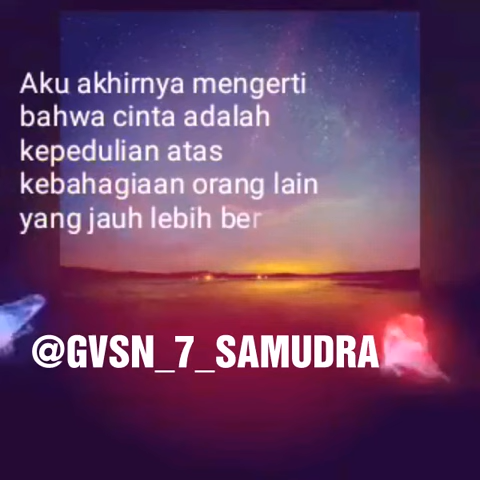 Aku akhirnya mengerti
bahwa cinta adalah
kepedulian atas
kebahagiaan orang lain
yang jauh lebih ber
@GVSN_7_SAMUDRA